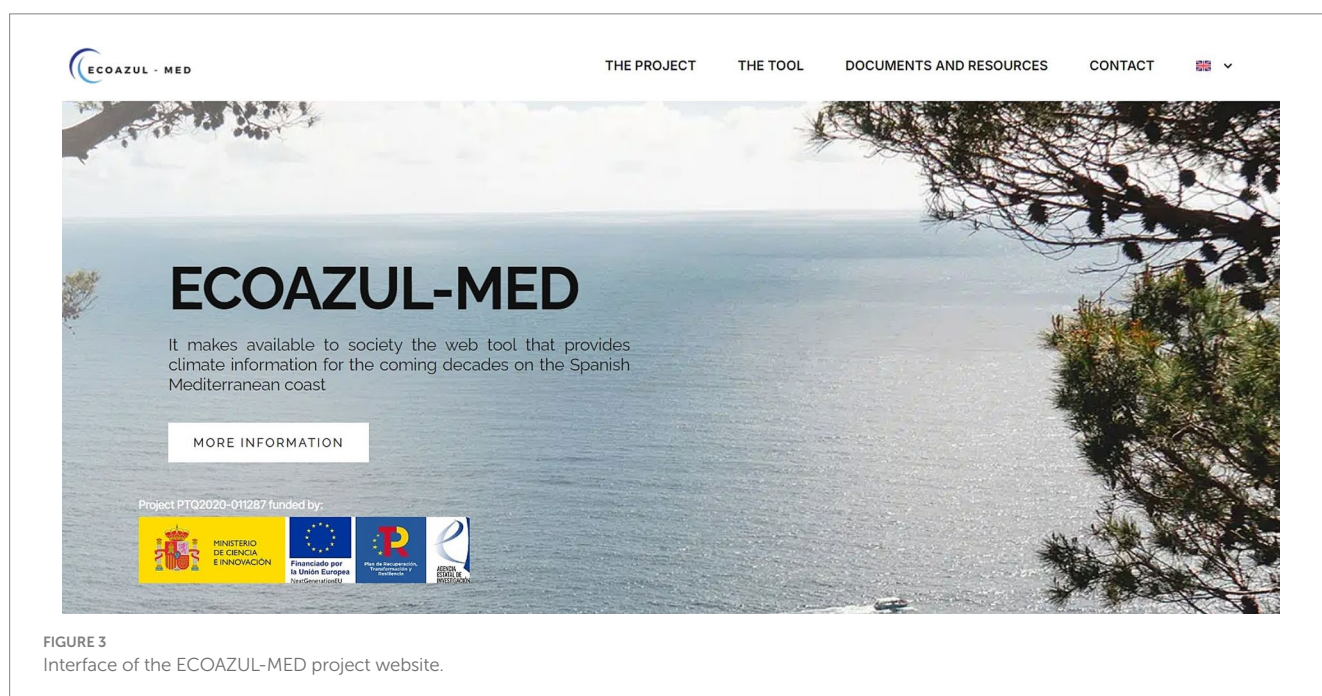 ECOAZUL - MED
THE PROJECT THE TOOL DOCUMENTS AND RESOURCES CONTACT
ECOAZUL-MED
It makes available to society the web tool that provides
climate information for the coming decades on the Spanish
Mediterranean coast
MORE INFORMATION
Project PTQ2020-011287 funded by:
MINISTERIO
DE CIENCIA
E INNOVACIÓN
Financiado por
la Unión Europea
NextGenerationEU
Plan de Recuperación,
Transformación y
Resiliencia
AGENCIA
ESTATAL DE
INVESTIGACIÓN
FIGURE 3
Interface of the ECOAZUL-MED project website.